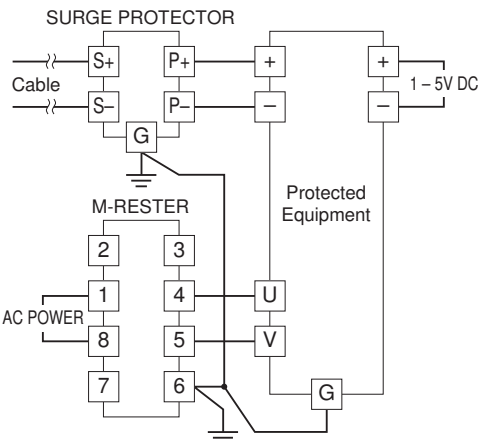 SURGE PROTECTOR
S+ P+ + +
Cable
1 – 5V DC
S– P– – –
G
Protected
Equipment
M-RESTER
2 3
1 4 U
AC POWER
8 5 V
7 6
G